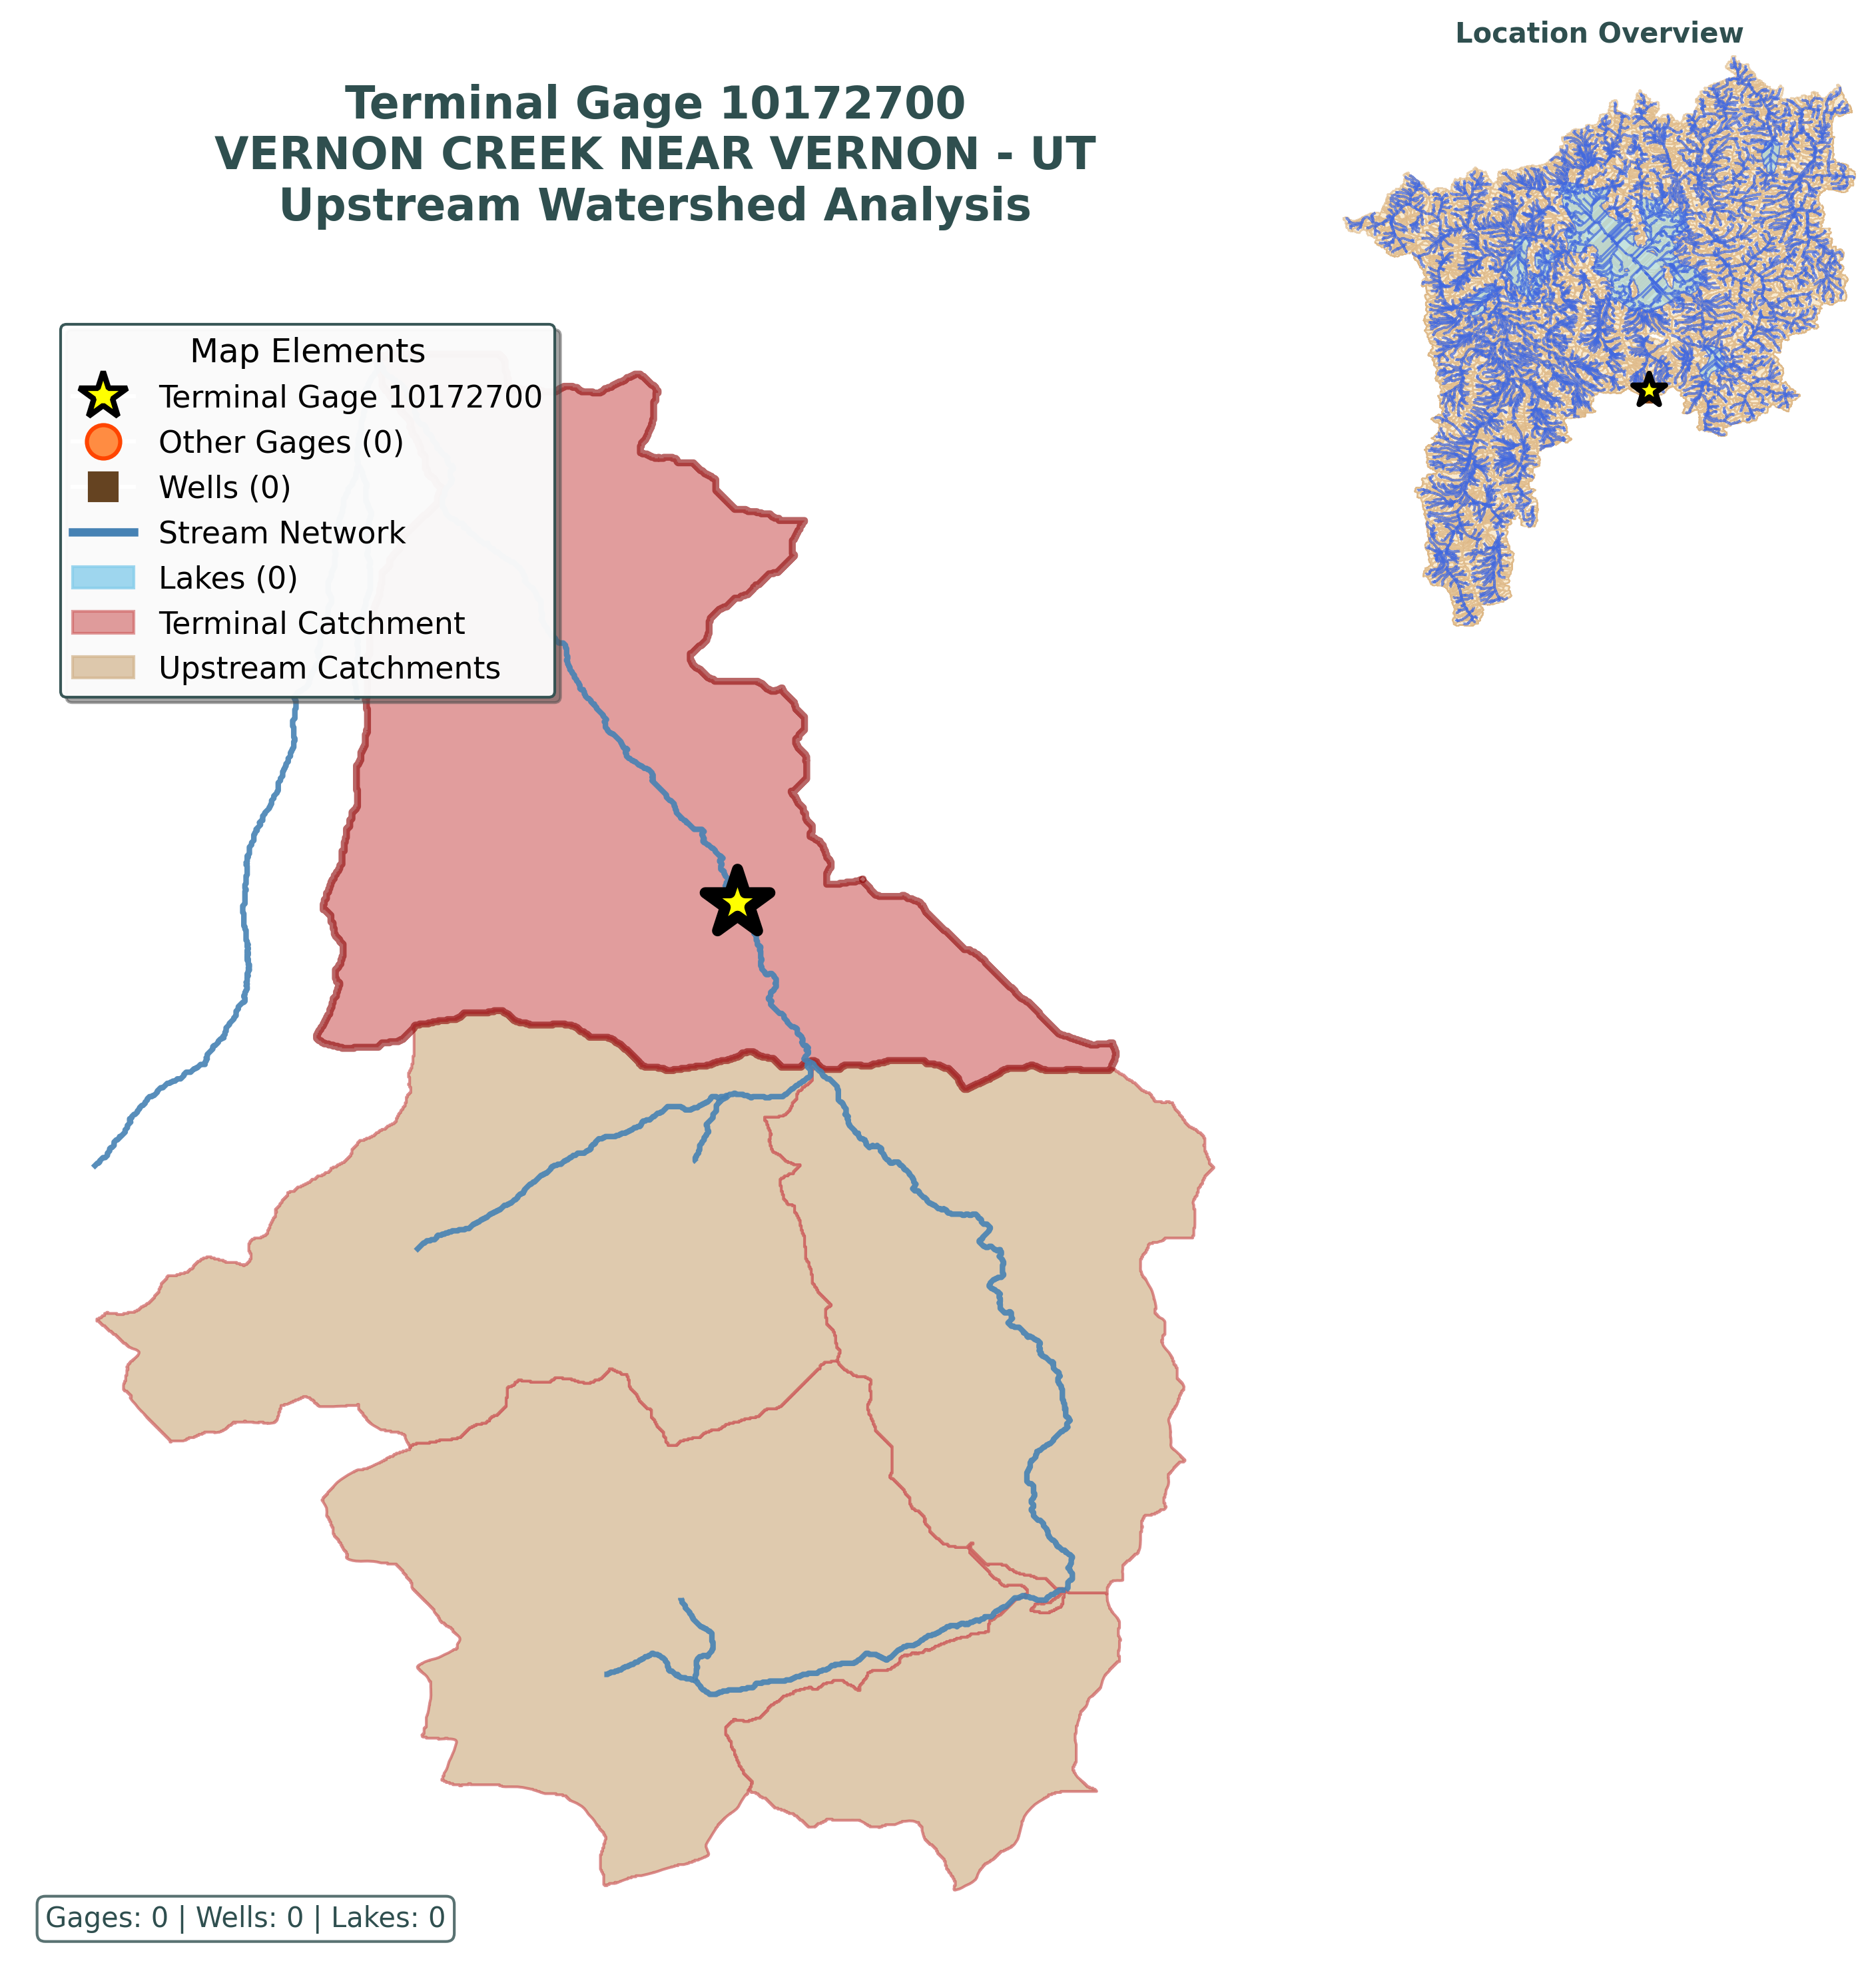 Location Overview
Terminal Gage 10172700
VERNON CREEK NEAR VERNON - UT
Upstream Watershed Analysis
Map Elements
Terminal Gage 10172700
Other Gages (0)
Wells (0)
Stream Network
Lakes (0)
Terminal Catchment
Upstream Catchments
Gages: 0 | Wells: 0 | Lakes: 0